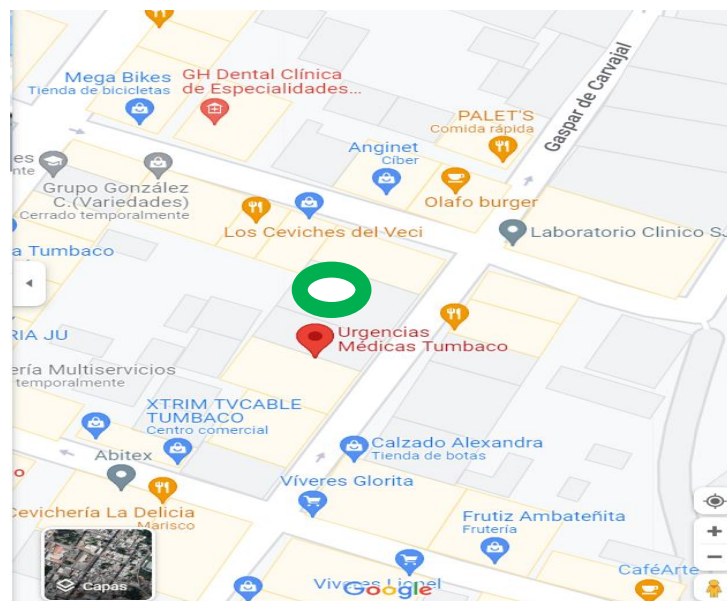 Mega Bikes
Tienda de bicicletas
GH Dental Clínica
de Especialidades...
PALET'S
Comida rápida
Gaspar de Carvajal
Anginet
Cíber
Grupo González
C.(Variedades)
Cerrado temporalmente
Olafo burger
Los Ceviches del Veci
Laboratorio Clinico S
a Tumbaco
RIA JU
Urgencias
Médicas Tumbaco
ería Multiservicios
temporalmente
XTRIM TVCABLE
TUMBACO
Centro comercial
Abitex
Calzado Alexandra
Tienda de botas
Víveres Glorita
Cevichería La Delicia
Marisco
Frutiz Ambateñita
Frutería
Capas
Google
CaféArte